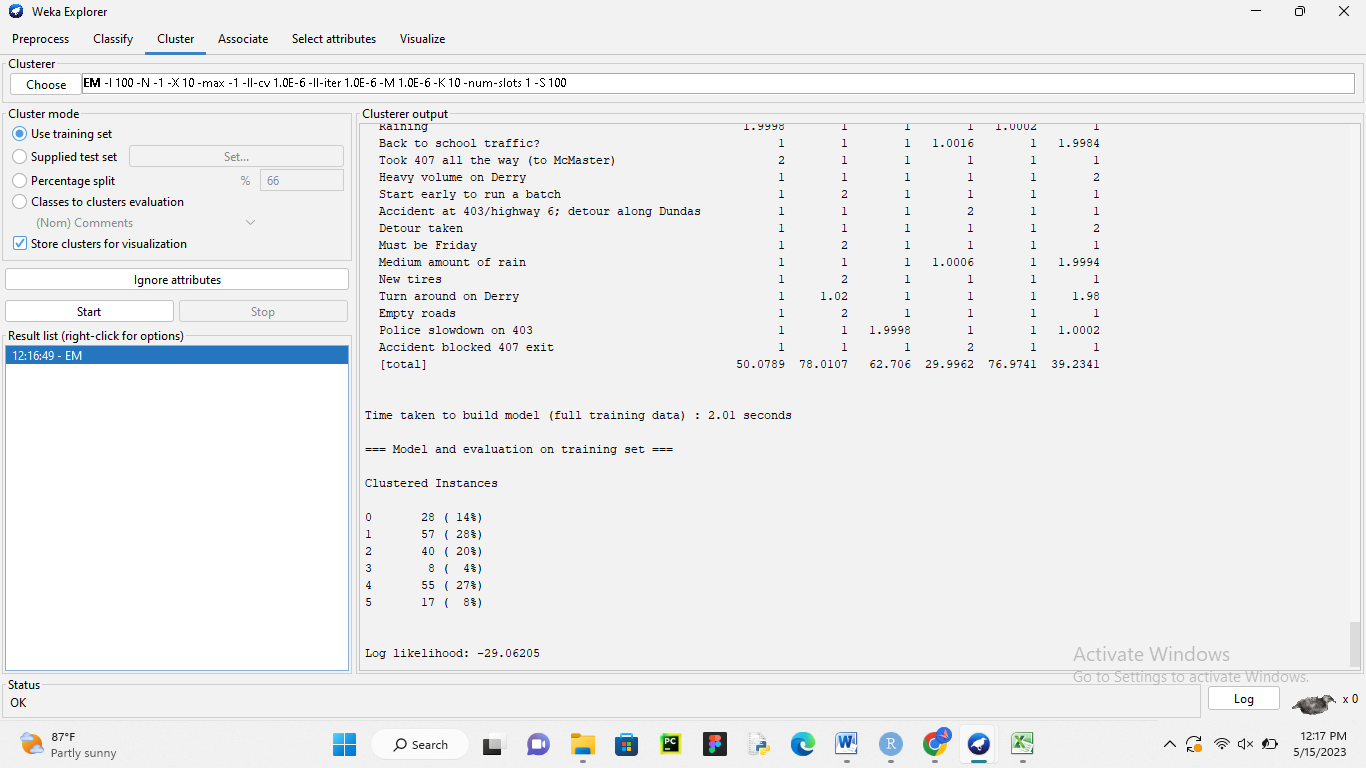 Weka Explorer
Preprocess Classify Cluster Associate Select attributes Visualize
Clusterer
Choose EM -I 100 -N -1 -X 10 -max -1 -ll-cv 1.0E-6 -ll-iter 1.0E-6 -M 1.0E-6 -K 10 -num-slots 1 -S 100
Cluster mode
Use training set
Supplied test set Set...
Percentage split % 66
Classes to clusters evaluation
(Nom) Comments
Store clusters for visualization
Ignore attributes
Start Stop
Result list (right-click for options)
12:16:49 - EM
Clusterer output
Raining 1.9998 1 1 1 1.0002 1
Back to school traffic? 1 1 1 1.0016 1 1.9984
Took 407 all the way (to McMaster) 2 1 1 1 1 1
Heavy volume on Derry 1 1 1 1 1 2
Start early to run a batch 1 2 1 1 1 1
Accident at 403/highway 6; detour along Dundas 1 1 1 2 1 1
Detour taken 1 1 1 1 1 2
Must be Friday 1 2 1 1 1 1
Medium amount of rain 1 1 1 1.0006 1 1.9994
New tires 1 2 1 1 1 1
Turn around on Derry 1 1.02 1 1 1 1.98
Empty roads 1 2 1 1 1 1
Police slowdown on 403 1 1 1.9998 1 1 1.0002
Accident blocked 407 exit 1 1 1 2 1 1
[total] 50.0789 78.0107 62.706 29.9962 76.9741 39.2341
Time taken to build model (full training data) : 2.01 seconds
=== Model and evaluation on training set ===
Clustered Instances
0 28 ( 14%)
1 57 ( 28%)
2 40 ( 20%)
3 8 ( 4%)
4 55 ( 27%)
5 17 ( 8%)
Log likelihood: -29.06205
Activate Windows
Go to Settings to activate Windows.
Status
OK
Log
x 0
87°F
Partly sunny
Search
PC
W
R
12:17 PM
5/15/2023